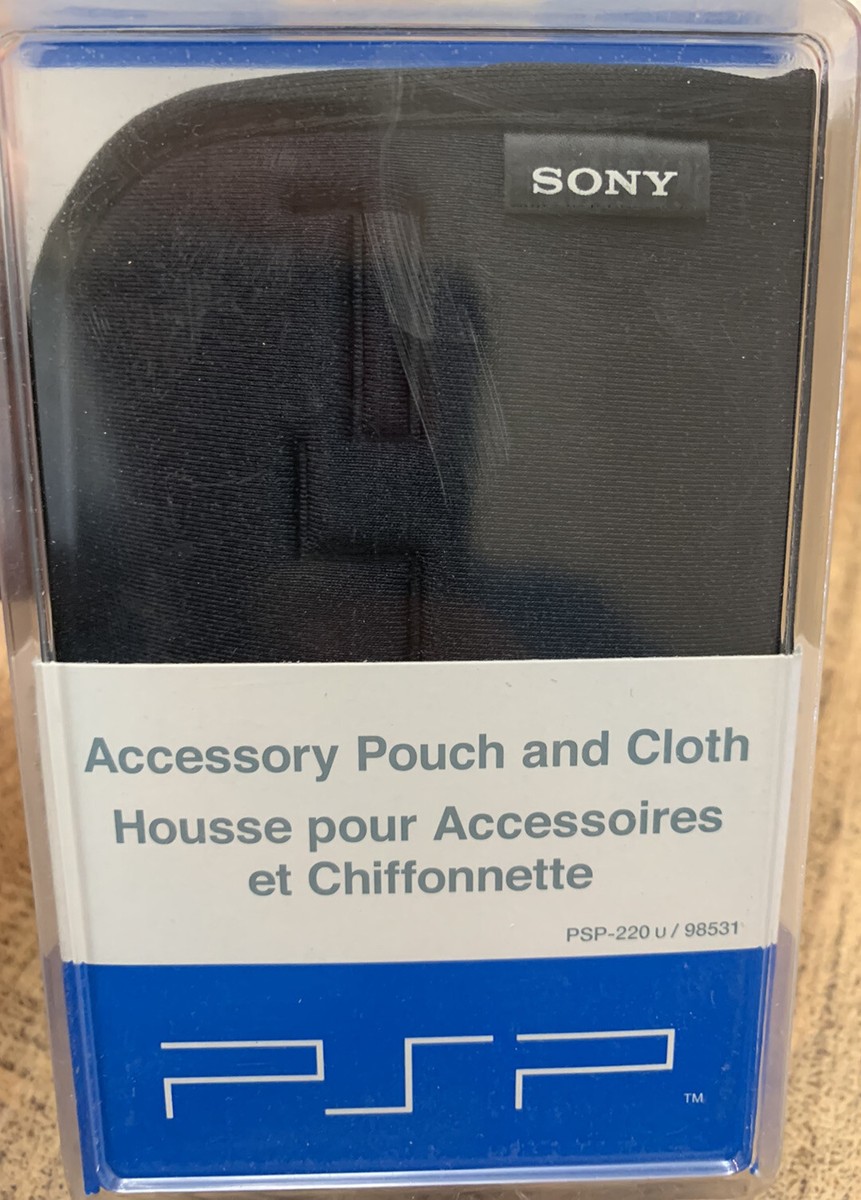 SONY
Accessory Pouch and Cloth
Housse pour Accessoires
et Chiffonnette
PSP-220 U / 98531
PSP
TM